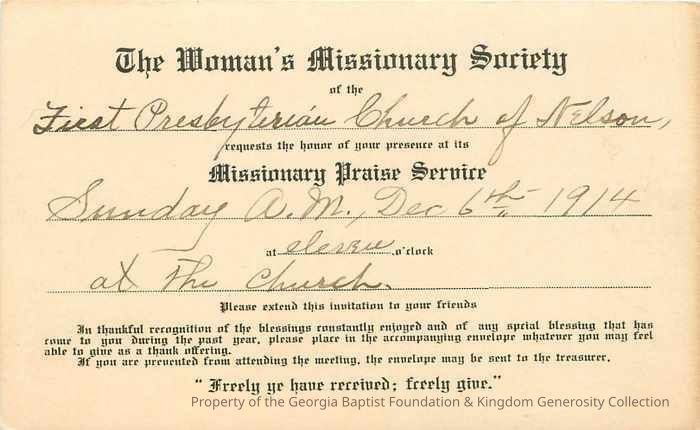 The Woman's Missionary Society
of the
First Presbyterian Church of Nelson,
requests the honor of your presence at its
Missionary Praise Service
Sunday A.M., Dec 6th 1914
at eleven o'clock
at the Church.
Please extend this invitation to your friends
In thankful recognition of the blessings constantly enjoyed and of any spcial blessing that has
come to you during the past year, please place in the accompanying envelope whatever you may feel
able to give as a thank offering.
If you are prevented from attending the meeting, the envelope may be sent to the treasurer.
"Freely ye have received; freely give."
Property of the Georgia Baptist Foundation & Kingdom Generosity Collection